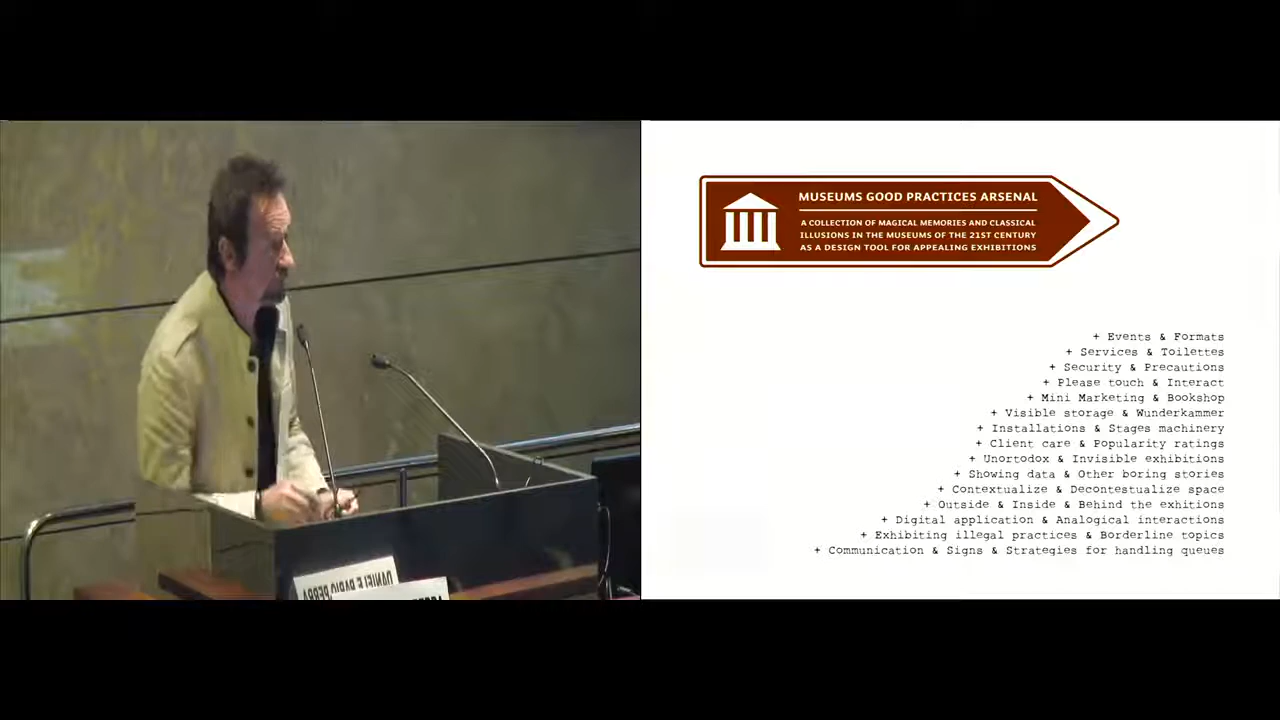 MUSEUMS GOOD PRACTICES ARSENAL
A COLLECTION OF MAGICAL MEMORIES AND CLASSICAL
ILLUSIONS IN THE MUSEUMS OF THE 21ST CENTURY
AS A DESIGN TOOL FOR APPEALING EXHIBITIONS
+ Events & Formats
+ Services & Toilettes
+ Security & Precautions
+ Please touch & Interact
+ Mini Marketing & Bookshop
+ Visible storage & Wunderkammer
+ Installations & Stages machinery
+ Client care & Popularity ratings
+ Unortodox & Invisible exhibitions
+ Showing data & Other boring stories
+ Contextualize & Decontestualize space
+ Outside & Inside & Behind the exhitions
+ Digital application & Analogical interactions
+ Exhibiting illegal practices & Borderline topics
+ Communication & Signs & Strategies for handling queues